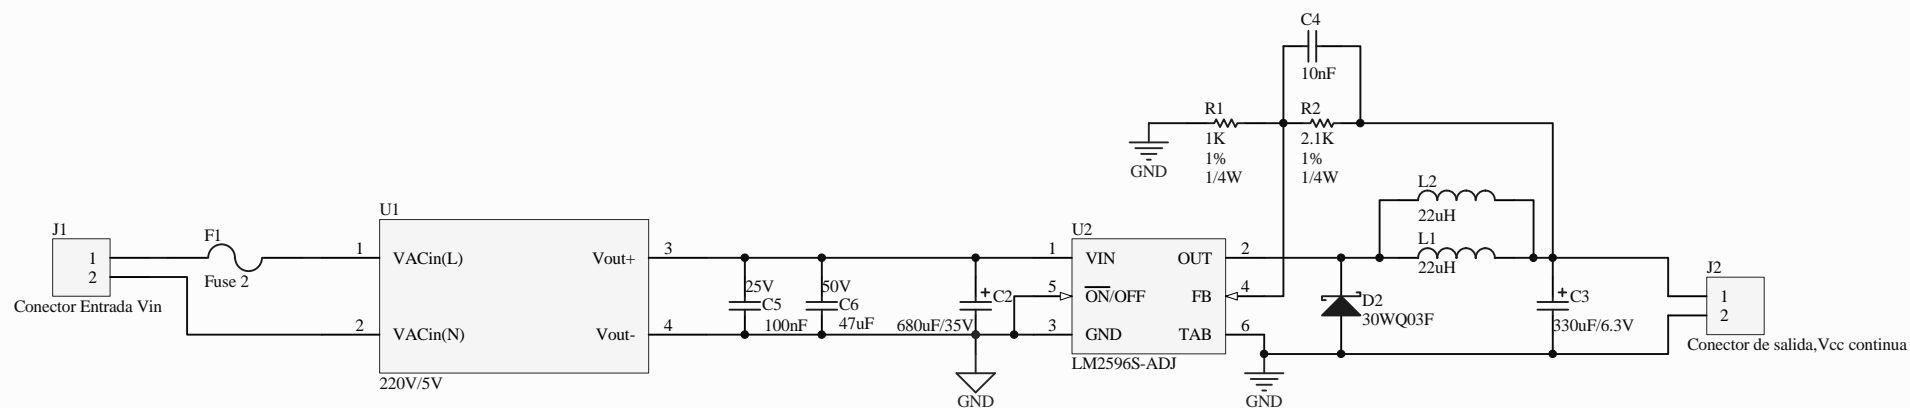 C4
10nF
R1
1K
1%
1/4W
R2
2.1K
1%
1/4W
GND
L2
22uH
L1
22uH
J1
1
2
Conector Entrada Vin
F1
Fuse 2
U1
1
VACin(L)
Vout+
3
2
VACin(N)
Vout-
4
220V/5V
25V
C5
100nF
50V
C6
47uF
C2
680uF/35V
GND
U2
1
VIN
OUT
2
5
ON/OFF
FB
4
3
GND
TAB
6
LM2596S-ADJ
D2
30WQ03F
GND
C3
330uF/6.3V
J2
1
2
Conector de salida,Vcc continua